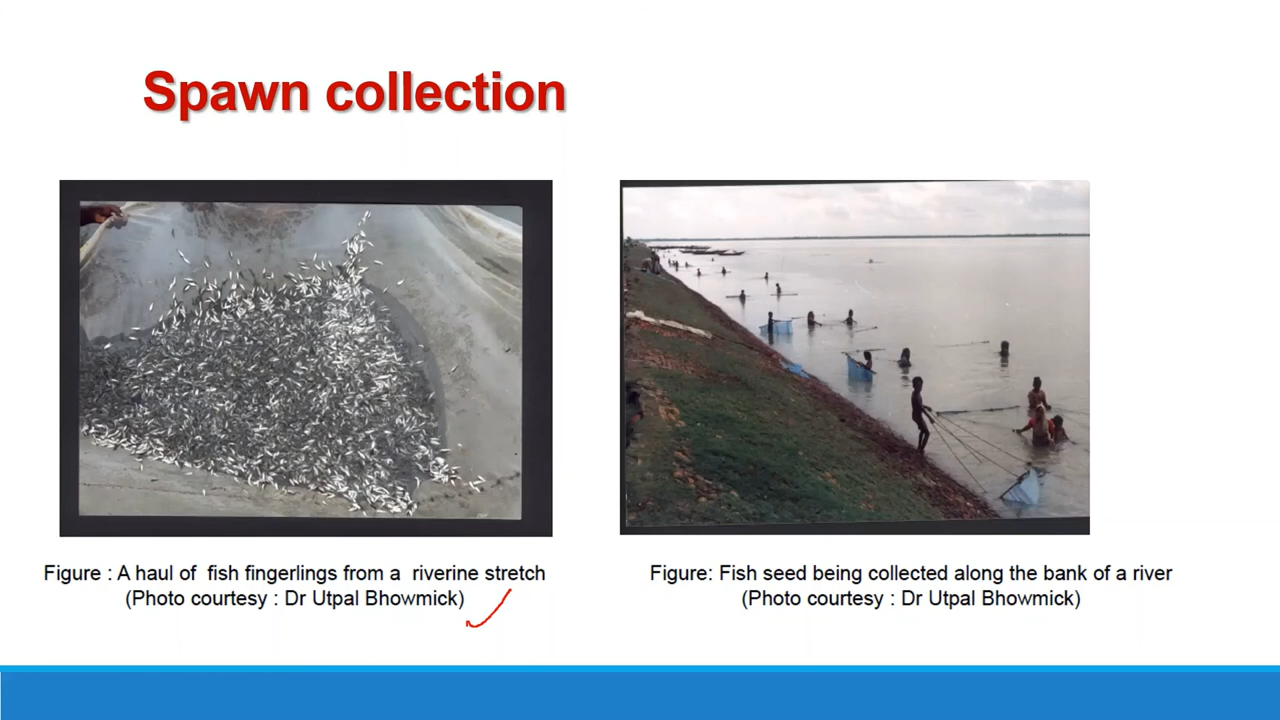 Spawn collection
Figure : A haul of fish fingerlings from a riverine stretch
(Photo courtesy : Dr Utpal Bhowmick)
Figure: Fish seed being collected along the bank of a river
(Photo courtesy : Dr Utpal Bhowmick)